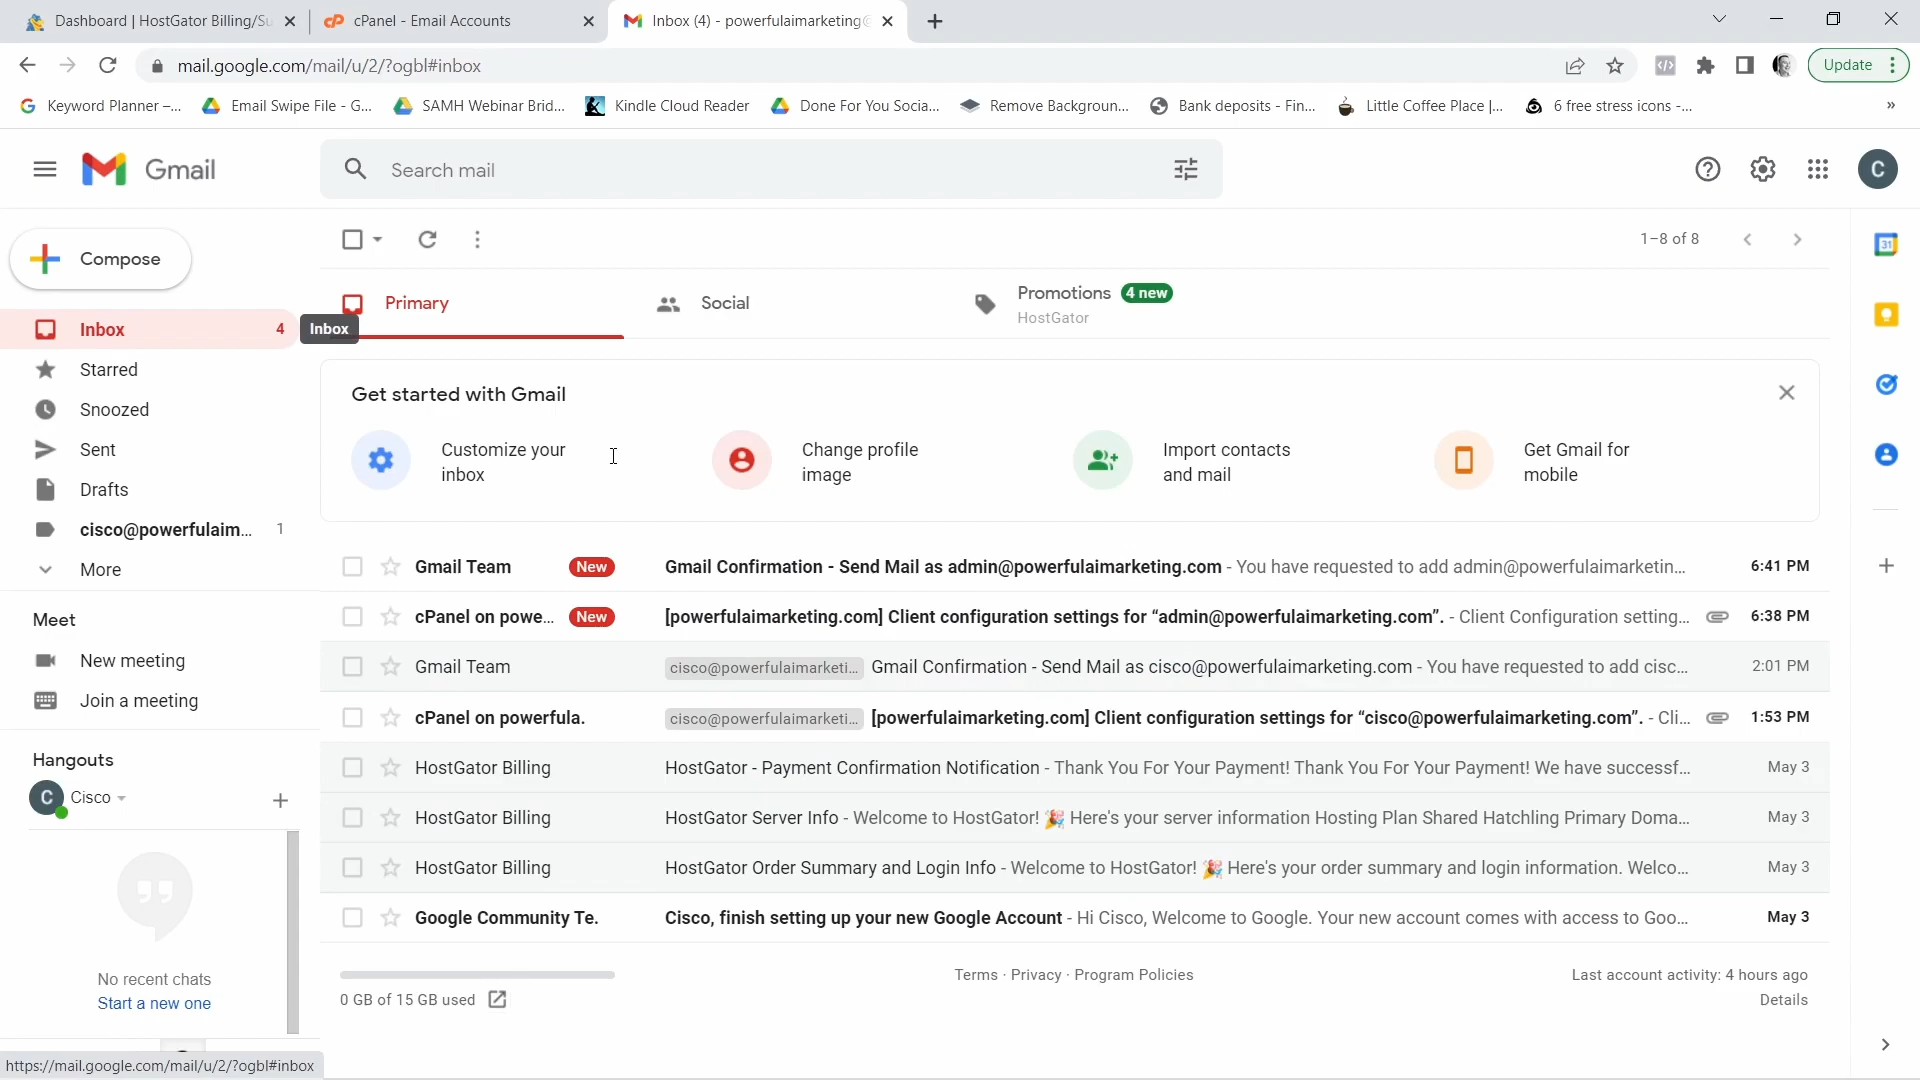 Dashboard | HostGator Billing/Su
cPanel - Email Accounts
Inbox (4) - powerfulaimarketing@
mail.google.com/mail/u/2/?ogbl#inbox
Update
Keyword Planner –...
Email Swipe File - G...
SAMH Webinar Brid...
Kindle Cloud Reader
Done For You Socia...
Remove Backgroun...
Bank deposits - Fin...
Little Coffee Place |...
6 free stress icons -...
»
Gmail
Search mail
C
Compose
1–8 of 8
31
Primary
Social
Promotions 4 new
HostGator
Inbox 4
Inbox
Starred
Snoozed
Sent
Drafts
cisco@powerfulaim... 1
More
Get started with Gmail
Customize your
inbox
Change profile
image
Import contacts
and mail
Get Gmail for
mobile
Gmail Team New Gmail Confirmation - Send Mail as admin@powerfulaimarketing.com - You have requested to add admin@powerfulaimarketin... 6:41 PM
cPanel on powe... New [powerfulaimarketing.com] Client configuration settings for “admin@powerfulaimarketing.com”. - Client Configuration setting... 6:38 PM
Gmail Team cisco@powerfulaimarketi... Gmail Confirmation - Send Mail as cisco@powerfulaimarketing.com - You have requested to add cisc... 2:01 PM
cPanel on powerfula. cisco@powerfulaimarketi... [powerfulaimarketing.com] Client configuration settings for “cisco@powerfulaimarketing.com”. - Cli... 1:53 PM
HostGator Billing HostGator - Payment Confirmation Notification - Thank You For Your Payment! Thank You For Your Payment! We have successf... May 3
HostGator Billing HostGator Server Info - Welcome to HostGator! 🎉 Here's your server information Hosting Plan Shared Hatchling Primary Doma... May 3
HostGator Billing HostGator Order Summary and Login Info - Welcome to HostGator! 🎉 Here's your order summary and login information. Welco... May 3
Google Community Te. Cisco, finish setting up your new Google Account - Hi Cisco, Welcome to Google. Your new account comes with access to Goo... May 3
Meet
New meeting
Join a meeting
Hangouts
C Cisco
No recent chats
Start a new one
0 GB of 15 GB used
Terms · Privacy · Program Policies
Last account activity: 4 hours ago
Details
https://mail.google.com/mail/u/2/?ogbl#inbox